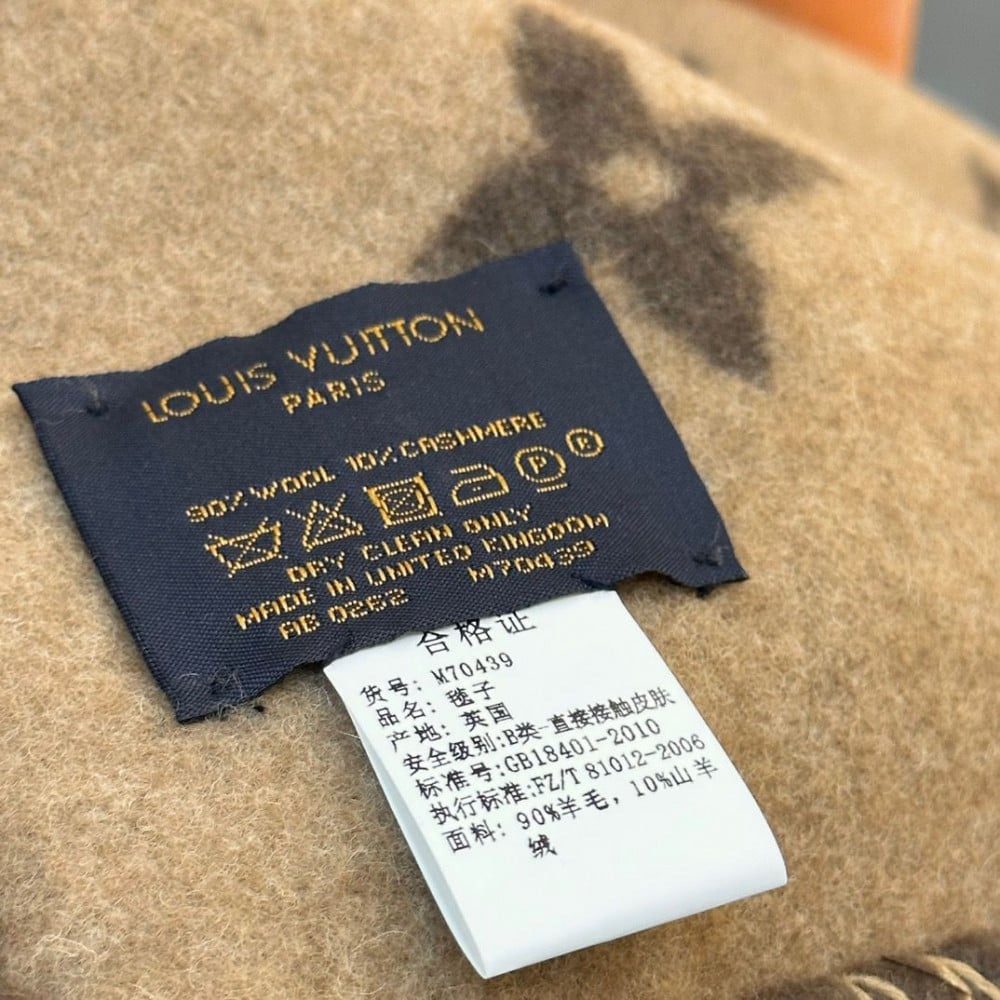 LOUIS VUITTON
PARIS
90% WOOL 10% CASHMERE
P P
DRY CLEAN ONLY
MADE IN UNITED KINGDOM
AB 0262 M70439
合格证
货号: M70439
品名: 毯子
产地: 英国
安全级别:B类-直接接触皮肤
标准号:GB18401-2010
执行标准:FZ/T 81012-2006
面料: 90%羊毛, 10%山羊
绒